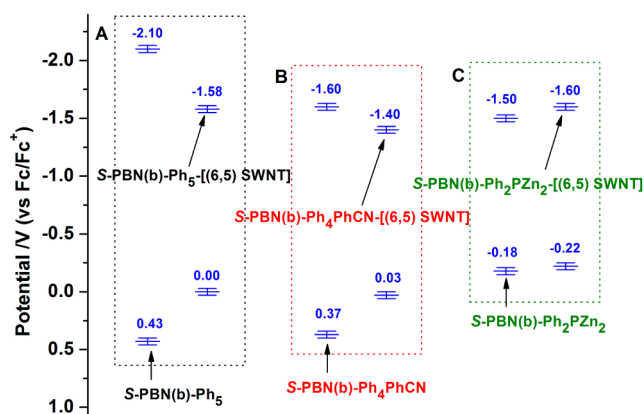 Potential /V (vs Fc/Fc⁺)
-2.0
-1.5
-1.0
-0.5
0.0
0.5
1.0
A
-2.10
-1.58
S-PBN(b)-Ph₅-[(6,5) SWNT]
0.00
0.43
S-PBN(b)-Ph₅
B
-1.60
-1.40
S-PBN(b)-Ph₄PhCN-[(6,5) SWNT]
0.03
0.37
S-PBN(b)-Ph₄PhCN
C
-1.50
-1.60
S-PBN(b)-Ph₂PZn₂-[(6,5) SWNT]
-0.18
-0.22
S-PBN(b)-Ph₂PZn₂